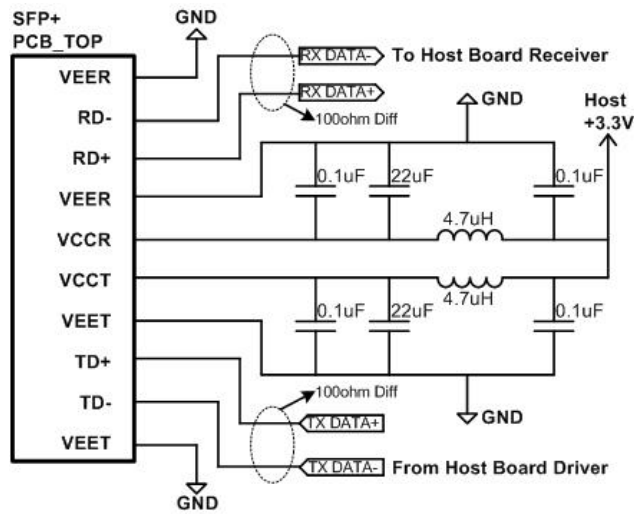 SFP+
PCB_TOP
GND
VEER
RX DATA- To Host Board Receiver
RD-
RX DATA+
GND
Host
+3.3V
100ohm Diff
RD+
0.1uF
22uF
0.1uF
VEER
4.7uH
VCCR
VCCT
4.7uH
0.1uF
22uF
0.1uF
VEET
TD+
100ohm Diff
TD-
TX DATA+
GND
VEET
TX DATA- From Host Board Driver
GND